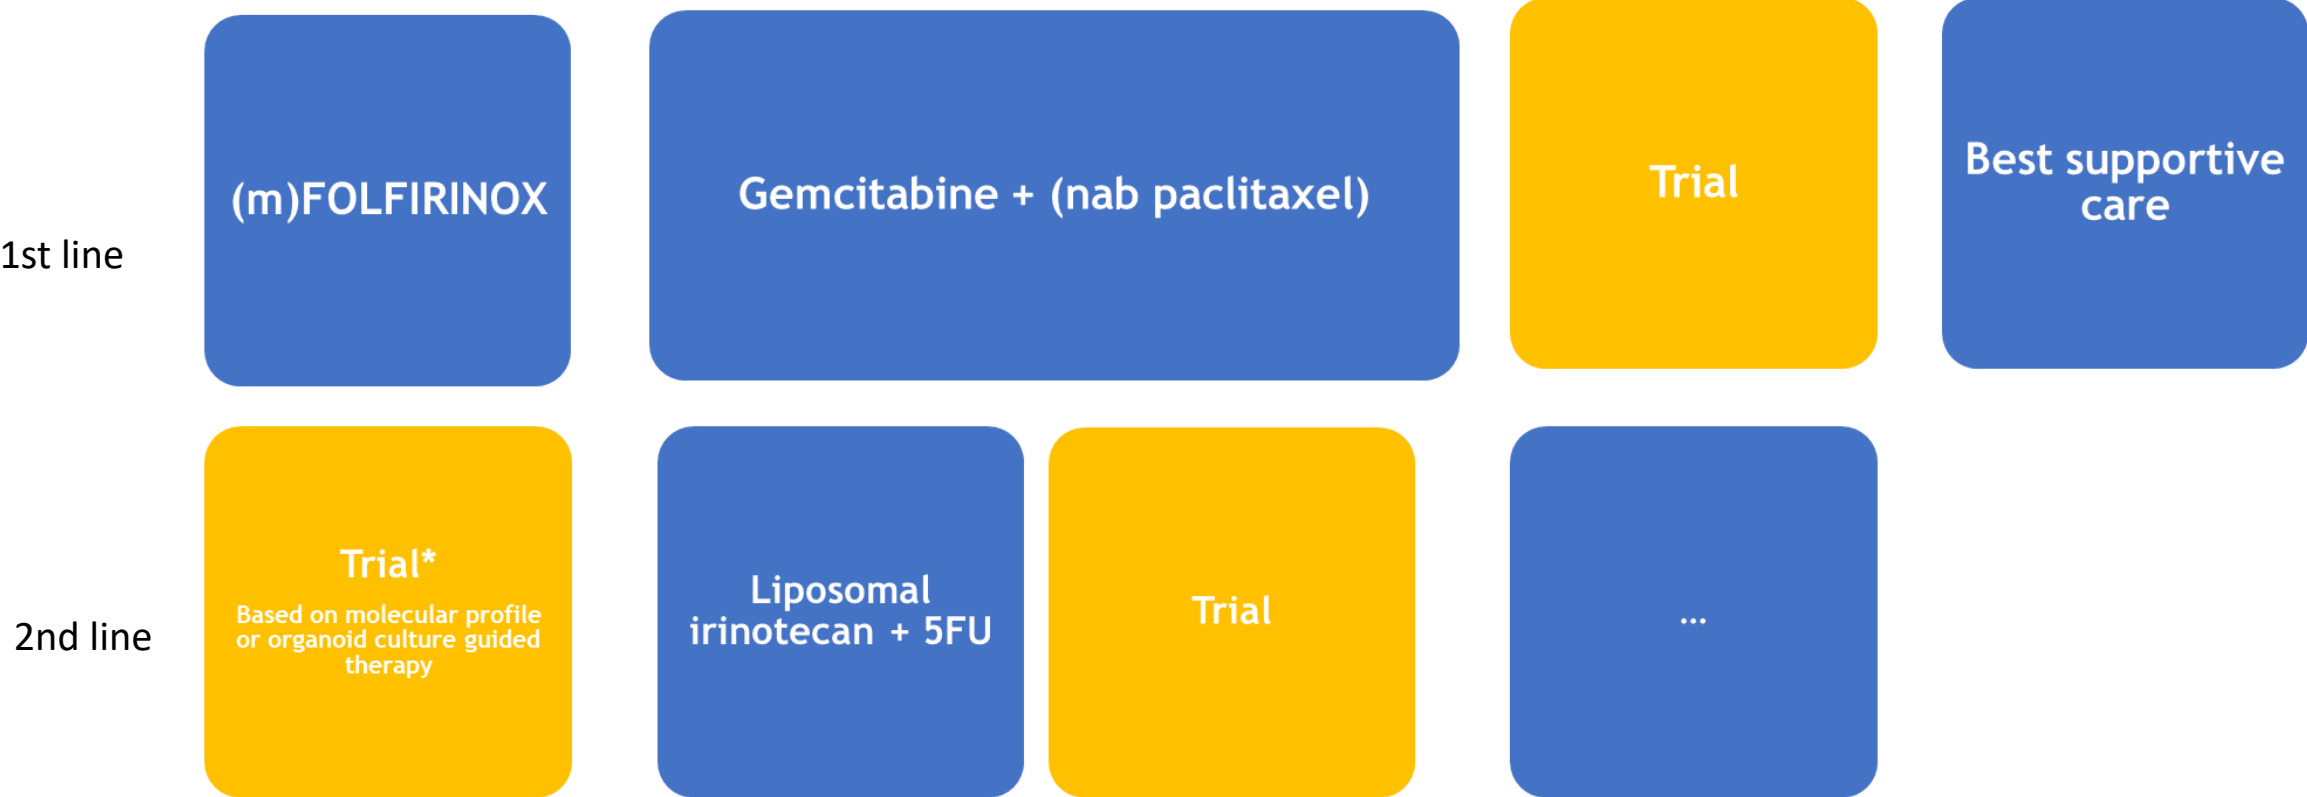 (m)FOLFIRINOX
Gemcitabine + (nab paclitaxel)
Trial
Best supportive
care
1st line
Trial*
Based on molecular profile
or organoid culture guided
therapy
Liposomal
irinotecan + 5FU
Trial
...
2nd line